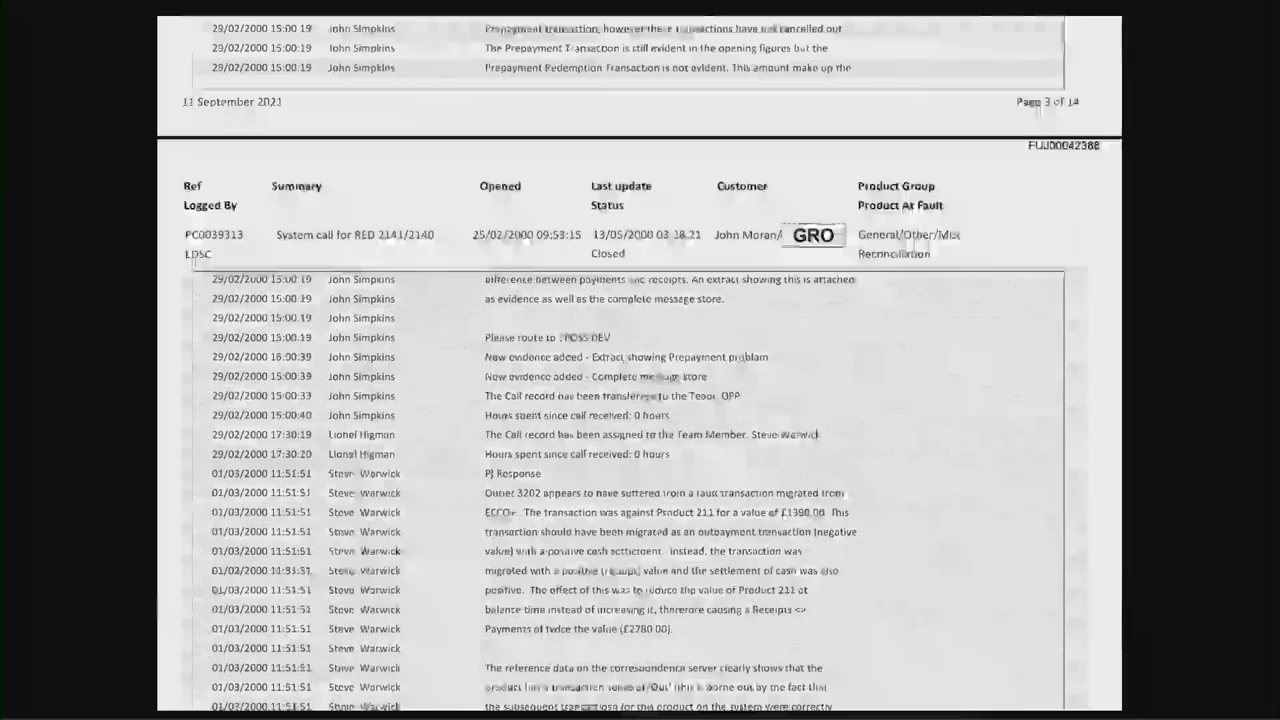 29/02/2000 15:00:19 John Simpkins Prepayment transaction, however these transactions have not cancelled out
29/02/2000 15:00:19 John Simpkins The Prepayment Transaction is still evident in the opening figures but the
29/02/2000 15:00:19 John Simpkins Prepayment Redemption Transaction is not evident. This amount make up the
11 September 2021 Page 3 of 14
FUJ00042388
Ref Summary Opened Last update Customer Product Group
Logged By Status Product At Fault
PC0039313 System call for RED 2141/2140 25/02/2000 09:53:15 13/05/2000 03:18:21 John Moran/ GRO General/Other/Misc
Closed Reconciliation
29/02/2000 15:00:19 John Simpkins difference between payments and receipts. An extract showing this is attached
29/02/2000 15:00:19 John Simpkins as evidence as well as the complete message store.
29/02/2000 15:00:19 John Simpkins
29/02/2000 15:00:19 John Simpkins Please route to EPOSS DEV
29/02/2000 John Simpkins New evidence added - Extract showing Prepayment problem
29/02/2000 John Simpkins New evidence added - Complete message store
29/02/2000 John Simpkins The Call record has been transferred to the Team: QFP
29/02/2000 15:00:40 John Simpkins Hours spent since call received: 0 hours
29/02/2000 17:30:19 Lionel Higman The Call record has been assigned to the Team Member: Steve Warwick
29/02/2000 17:30:20 Lionel Higman Hours spent since call received: 0 hours
01/03/2000 11:51:51 Steve Warwick Response
01/03/2000 11:51:51 Steve Warwick Outlet 3202 appears to have suffered from a transaction migrated from
01/03/2000 11:51:51 Steve Warwick The transaction was against Product 211 for a value of £1390.00. This
01/03/2000 11:51:51 Steve Warwick transaction should have been migrated as an outpayment transaction (negative
01/03/2000 11:51:51 Steve Warwick value) with a positive cash settlement. Instead, the transaction was
11:51:51 Steve Warwick migrated with a positive value and the settlement of cash was also
01/03/2000 11:51:51 Steve Warwick positive. The effect of this was to reduce the value of Product 211 at
01/03/2000 11:51:51 Steve Warwick balance time instead of increasing it, therefore causing a Receipts <>
01/03/2000 11:51:51 Steve Warwick Payments of twice the value (£2780.00).
01/03/2000 11:51:51 Steve Warwick
01/03/2000 11:51:51 Steve Warwick The reference data on the correspondence server clearly shows that the
01/03/2000 11:51:51 Steve Warwick product has a transaction sense of 'Out' this is borne out by the fact that
01/03/2000 11:51:51 Steve Warwick the subsequent transactions for this product on the system were correctly